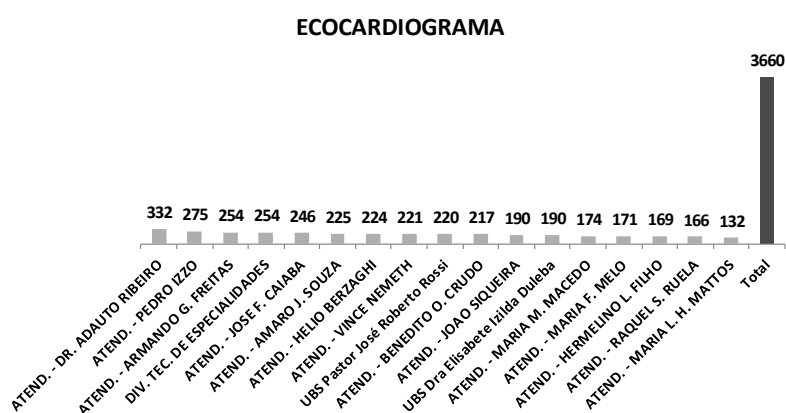 ECOCARDIOGRAMA
3660
332 275 254 254 246 225 224 221 220 217 190 190 174 171 169 166 132
ATEND. - DR. ADAUTO RIBEIRO
ATEND. - PEDRO IZZO
ATEND. - ARMANDO G. FREITAS
DIV. TEC. DE ESPECIALIDADES
ATEND. - JOSE F. CAIABA
ATEND. - AMARO J. SOUZA
ATEND. - HELIO BERZAGHI
ATEND. - VINCE NEMETH
UBS Pastor José Roberto Rossi
ATEND. - BENEDITO O. CRUDO
ATEND. - JOAO SIQUEIRA
UBS Dra Elisabete Izilda Duleba
ATEND. - MARIA M. MACEDO
ATEND. - MARIA F. MELO
ATEND. - HERMELINO L. FILHO
ATEND. - RAQUEL S. RUELA
ATEND. - MARIA L. H. MATTOS
Total